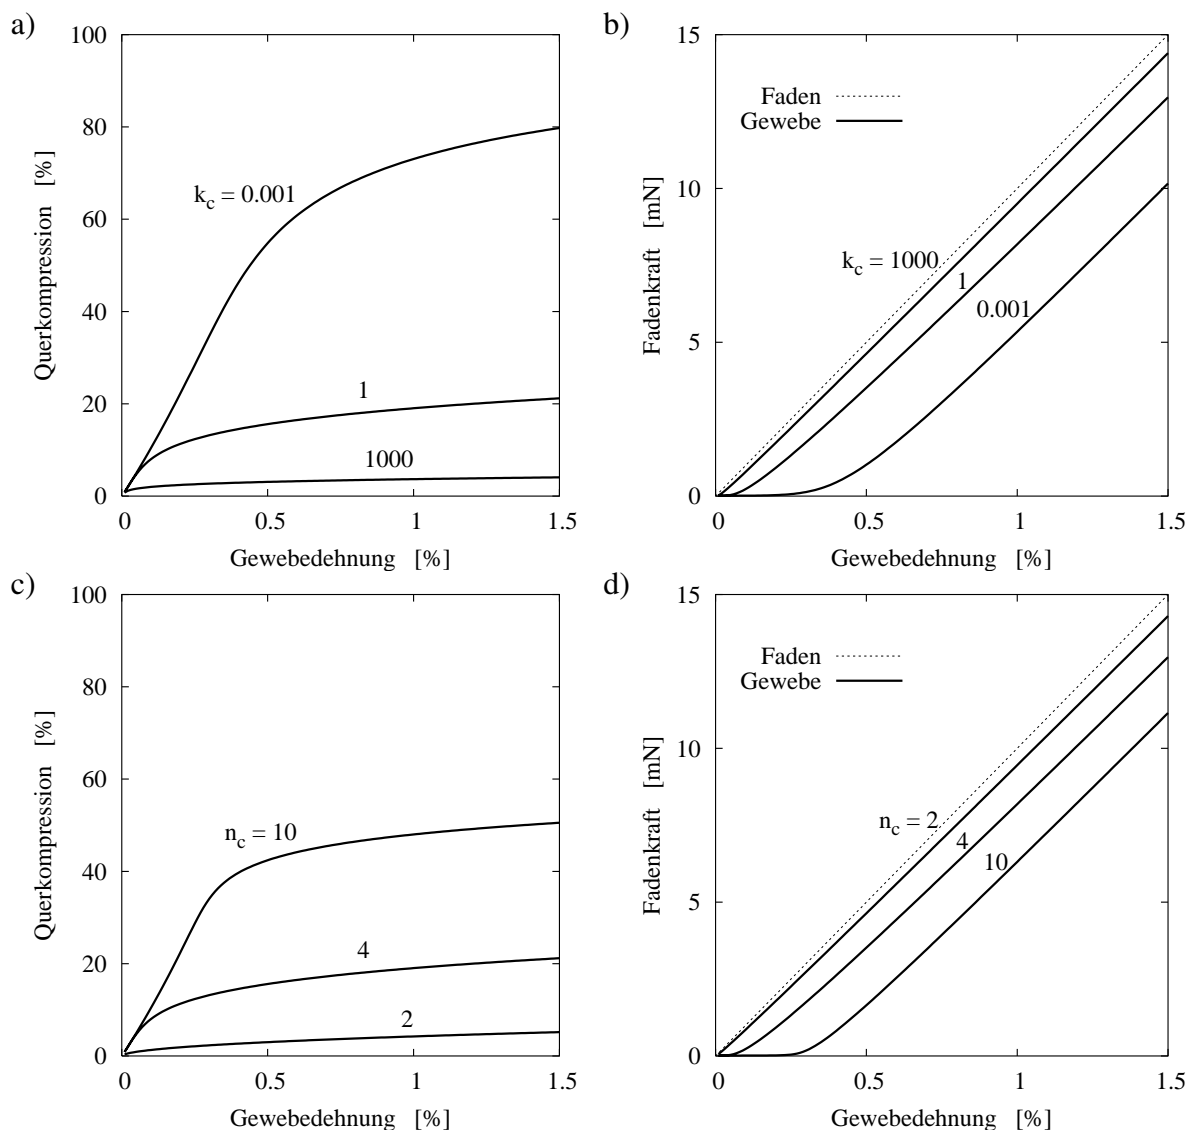 a)
100
80
60
40
20
0
Querkompression [%]
k_c = 0.001
1
1000
0 0.5 1 1.5
Gewebedehnung [%]
b)
15
10
5
0
Fadenkraft [mN]
Faden
Gewebe
k_c = 1000
1
0.001
0 0.5 1 1.5
Gewebedehnung [%]
c)
100
80
60
40
20
0
Querkompression [%]
n_c = 10
4
2
0 0.5 1 1.5
Gewebedehnung [%]
d)
15
10
5
0
Fadenkraft [mN]
Faden
Gewebe
n_c = 2
4
10
0 0.5 1 1.5
Gewebedehnung [%]